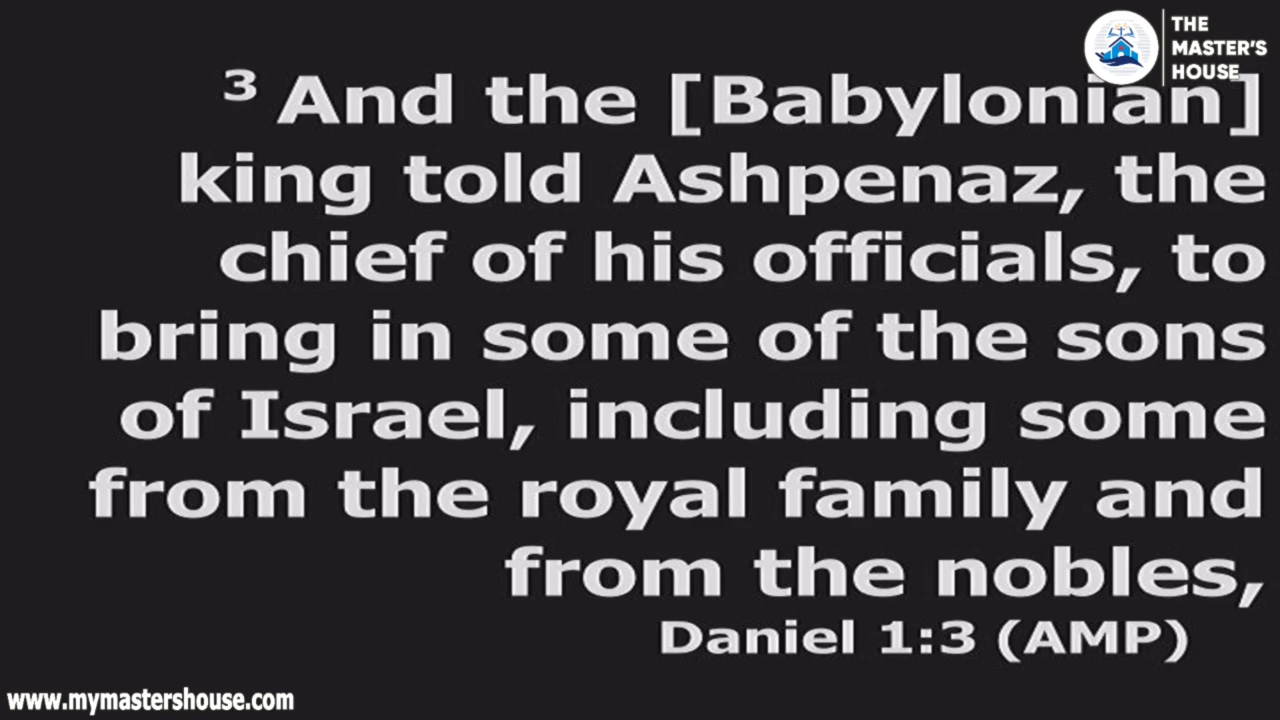 THE
MASTER'S
HOUSE
3 And the [Babylonian]
king told Ashpenaz, the
chief of his officials, to
bring in some of the sons
of Israel, including some
from the royal family and
from the nobles,
Daniel 1:3 (AMP)
www.mymastershouse.com